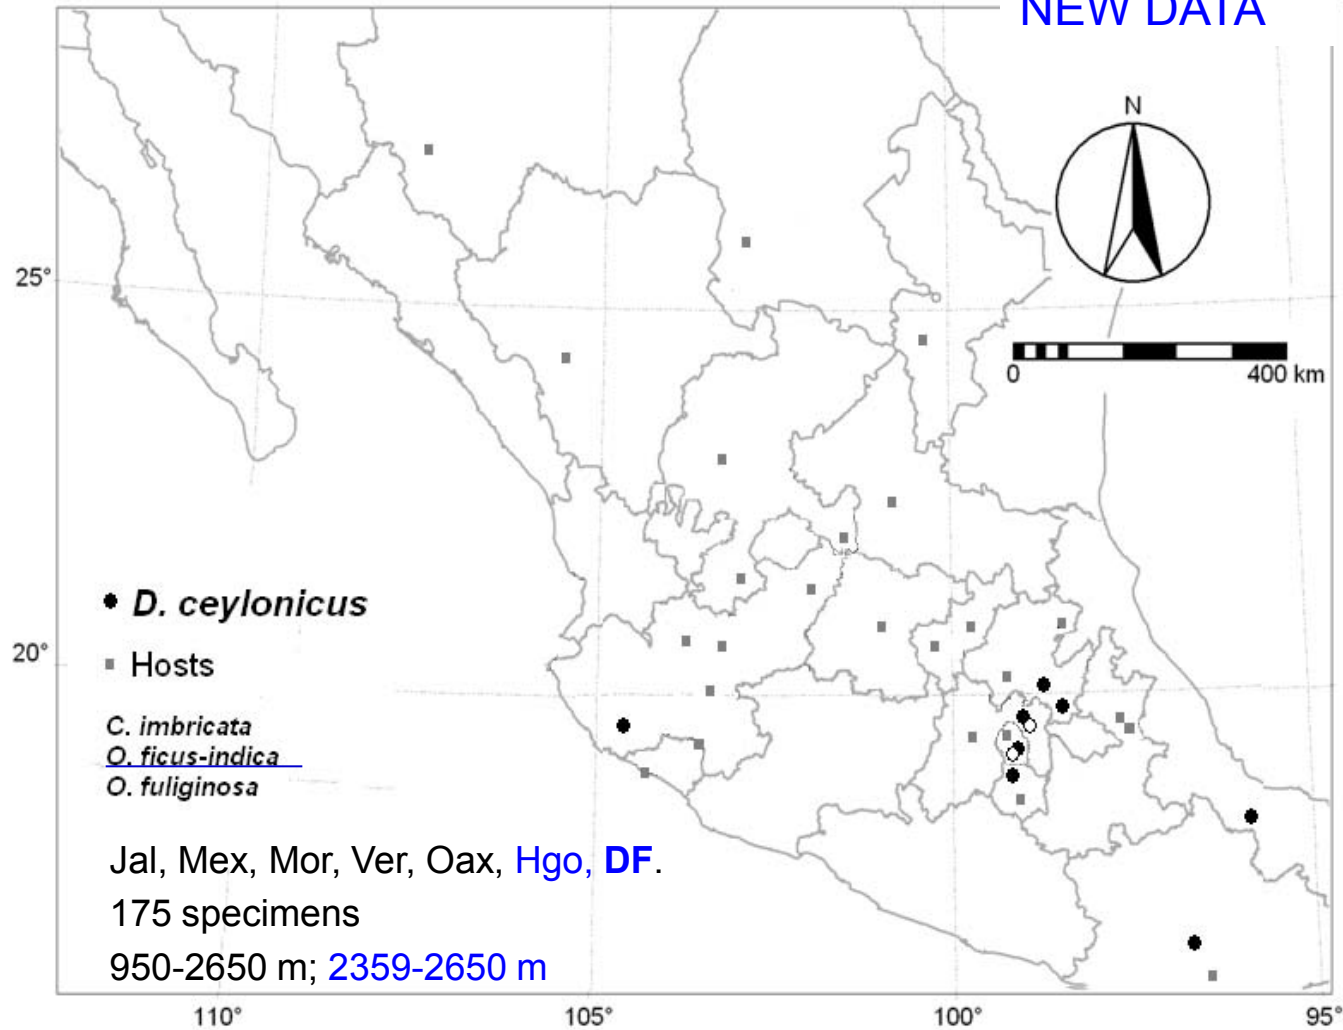 NEW DATA
N
25°
0 400 km
D. ceylonicus
20°
Hosts
C. imbricata
O. ficus-indica
O. fuliginosa
Jal, Mex, Mor, Ver, Oax, Hgo, DF.
175 specimens
950-2650 m; 2359-2650 m
110° 105° 100° 95°